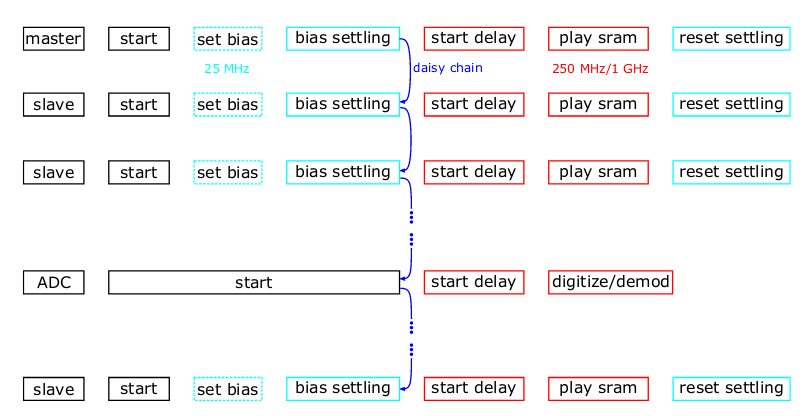 master start set bias bias settling start delay play sram reset settling
25 MHz daisy chain 250 MHz/1 GHz
slave start set bias bias settling start delay play sram reset settling
slave start set bias bias settling start delay play sram reset settling
ADC start start delay digitize/demod
slave start set bias bias settling start delay play sram reset settling